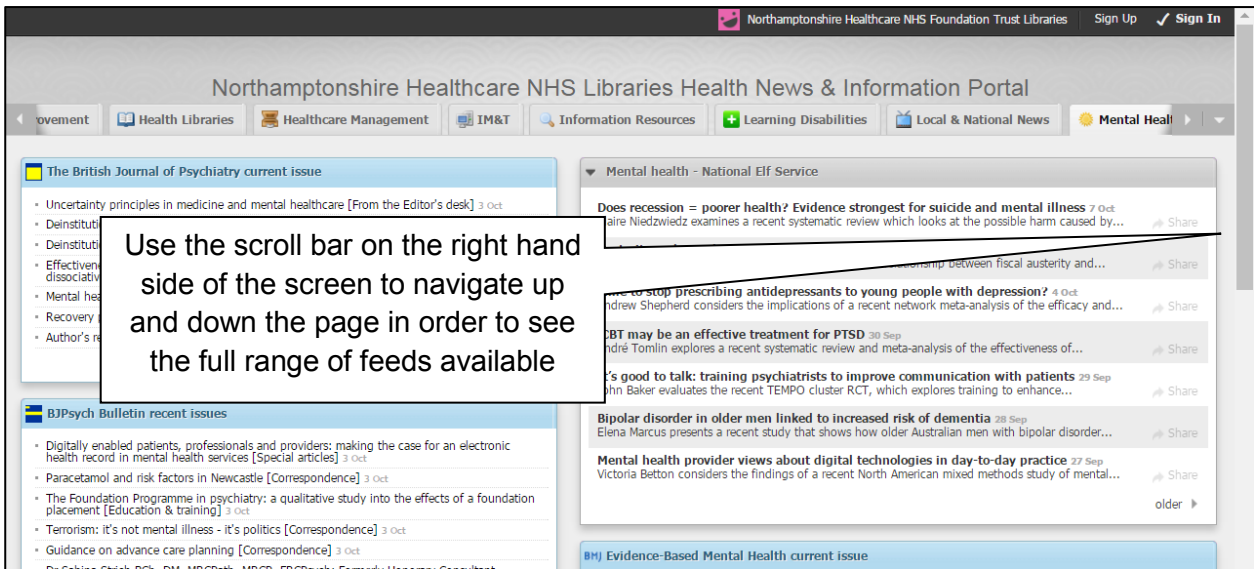 Northamptonshire Healthcare NHS Foundation Trust Libraries
Sign Up
Sign In
Northamptonshire Healthcare NHS Libraries Health News & Information Portal
Health Libraries
Healthcare Management
IM&T
Information Resources
Learning Disabilities
Local & National News
Mental
The British Journal of Psychiatry current issue
Uncertainty principles in medicine and mental healthcare [From the Editor's desk] 3 Oct
Mental
Recovery
Author's
Use the scroll bar on the right hand
side of the screen to navigate up
and down the page in order to see
the full range of feeds available
BJPsych Bulletin recent issues
Digitally enabled patients, professionals and providers: making the case for an electronic
health record in mental health services [Special articles] 3 Oct
Paracetamol and risk factors in Newcastle [Correspondence] 3 Oct
The Foundation Programme in psychiatry: a qualitative study into the effects of a foundation
placement [Education & training] 3 Oct
Terrorism: it's not mental illness - it's politics [Correspondence] 3 Oct
Guidance on advance care planning [Correspondence] 3 Oct
Mental health - National Elf Service
Does recession = poorer health? Evidence strongest for suicide and mental illness 7 Oct
Niedzwiedz examines a recent systematic review which looks at the possible harm caused by...
Share
between fiscal austerity and...
Share
to stop prescribing antidepressants to young people with depression? 4 Oct
Shepherd considers the implications of a recent network meta-analysis of the efficacy and...
Share
may be an effective treatment for PTSD 30 Sep
Tomlin explores a recent systematic review and meta-analysis of the effectiveness of...
Share
good to talk: training psychiatrists to improve communication with patients 29 Sep
Baker evaluates the recent TEMPO cluster RCT, which explores training to enhance...
Share
Bipolar disorder in older men linked to increased risk of dementia 28 Sep
Elena Marcus presents a recent study that shows how older Australian men with bipolar disorder...
Share
Mental health provider views about digital technologies in day-to-day practice 27 Sep
Victoria Betton considers the findings of a recent North American mixed methods study of mental...
Share
older
BMJ Evidence-Based Mental Health current issue